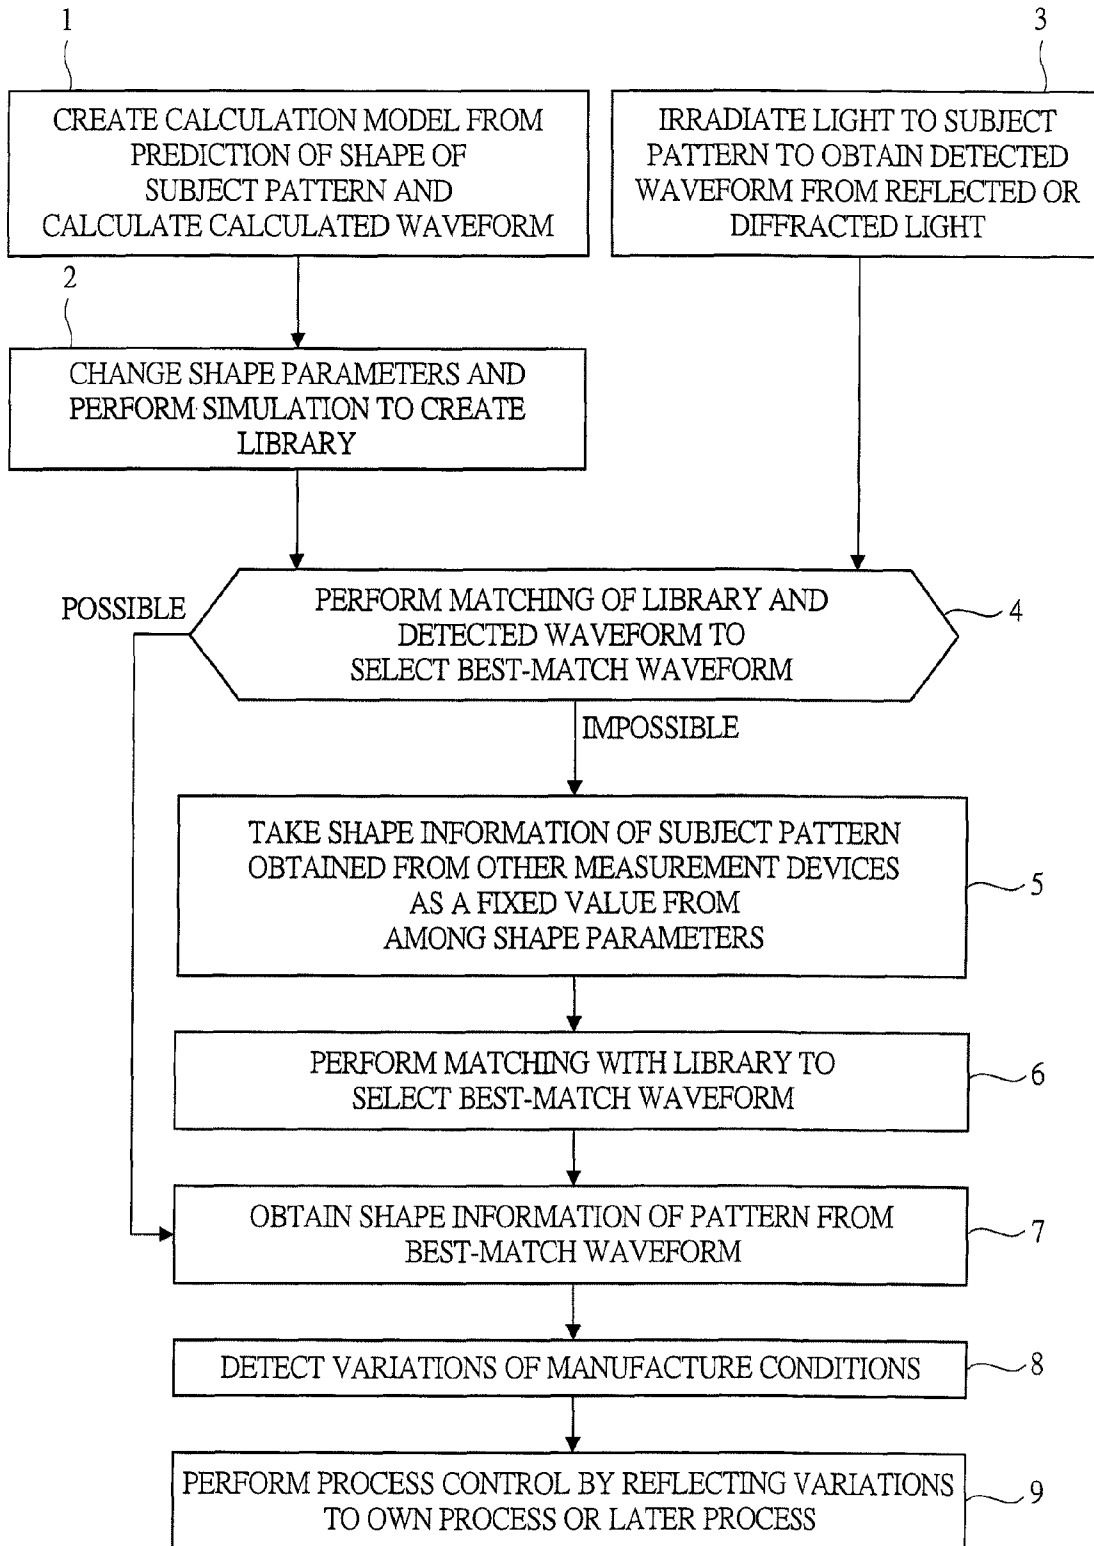 1
CREATE CALCULATION MODEL FROM
PREDICTION OF SHAPE OF
SUBJECT PATTERN AND
CALCULATE CALCULATED WAVEFORM
3
IRRADIATE LIGHT TO SUBJECT
PATTERN TO OBTAIN DETECTED
WAVEFORM FROM REFLECTED OR
DIFFRACTED LIGHT
2
CHANGE SHAPE PARAMETERS AND
PERFORM SIMULATION TO CREATE
LIBRARY
POSSIBLE
PERFORM MATCHING OF LIBRARY AND
DETECTED WAVEFORM TO
SELECT BEST-MATCH WAVEFORM
4
IMPOSSIBLE
TAKE SHAPE INFORMATION OF SUBJECT PATTERN
OBTAINED FROM OTHER MEASUREMENT DEVICES
AS A FIXED VALUE FROM
AMONG SHAPE PARAMETERS
5
PERFORM MATCHING WITH LIBRARY TO
SELECT BEST-MATCH WAVEFORM
6
OBTAIN SHAPE INFORMATION OF PATTERN FROM
BEST-MATCH WAVEFORM
7
DETECT VARIATIONS OF MANUFACTURE CONDITIONS
8
PERFORM PROCESS CONTROL BY REFLECTING VARIATIONS
TO OWN PROCESS OR LATER PROCESS
9